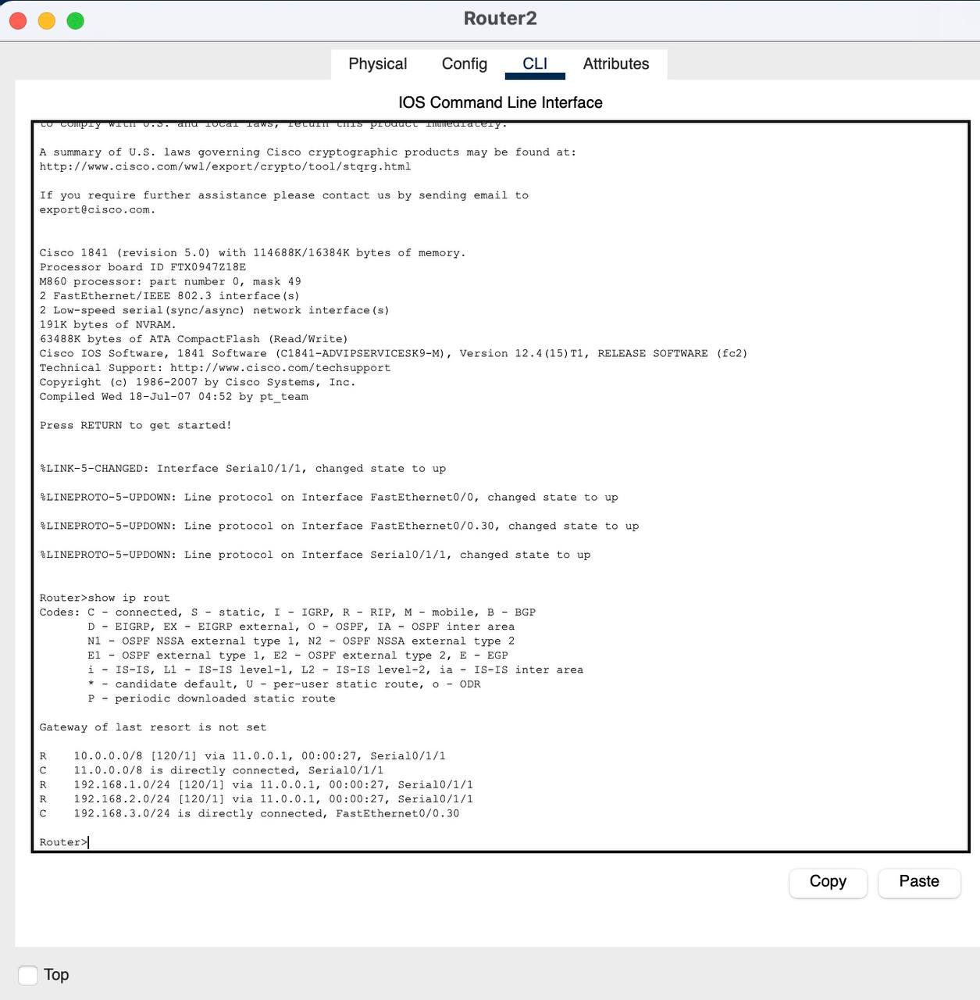 Router2
Physical Config CLI Attributes
IOS Command Line Interface
to comply with U.S. and local laws, return this product immediately.
A summary of U.S. laws governing Cisco cryptographic products may be found at:
http://www.cisco.com/wwl/export/crypto/tool/stqrg.html
If you require further assistance please contact us by sending email to
export@cisco.com.
Cisco 1841 (revision 5.0) with 114688K/16384K bytes of memory.
Processor board ID FTX0947Z18E
M860 processor: part number 0, mask 49
2 FastEthernet/IEEE 802.3 interface(s)
2 Low-speed serial(sync/async) network interface(s)
191K bytes of NVRAM.
63488K bytes of ATA CompactFlash (Read/Write)
Cisco IOS Software, 1841 Software (C1841-ADVIPSERVICESK9-M), Version 12.4(15)T1, RELEASE SOFTWARE (fc2)
Technical Support: http://www.cisco.com/techsupport
Copyright (c) 1986-2007 by Cisco Systems, Inc.
Compiled Wed 18-Jul-07 04:52 by pt_team
Press RETURN to get started!
%LINK-5-CHANGED: Interface Serial0/1/1, changed state to up
%LINEPROTO-5-UPDOWN: Line protocol on Interface FastEthernet0/0, changed state to up
%LINEPROTO-5-UPDOWN: Line protocol on Interface FastEthernet0/0.30, changed state to up
%LINEPROTO-5-UPDOWN: Line protocol on Interface Serial0/1/1, changed state to up
Router>show ip rout
Codes: C - connected, S - static, I - IGRP, R - RIP, M - mobile, B - BGP
D - EIGRP, EX - EIGRP external, O - OSPF, IA - OSPF inter area
N1 - OSPF NSSA external type 1, N2 - OSPF NSSA external type 2
E1 - OSPF external type 1, E2 - OSPF external type 2, E - EGP
i - IS-IS, L1 - IS-IS level-1, L2 - IS-IS level-2, ia - IS-IS inter area
* - candidate default, U - per-user static route, o - ODR
P - periodic downloaded static route
Gateway of last resort is not set
R 10.0.0.0/8 [120/1] via 11.0.0.1, 00:00:27, Serial0/1/1
C 11.0.0.0/8 is directly connected, Serial0/1/1
R 192.168.1.0/24 [120/1] via 11.0.0.1, 00:00:27, Serial0/1/1
R 192.168.2.0/24 [120/1] via 11.0.0.1, 00:00:27, Serial0/1/1
C 192.168.3.0/24 is directly connected, FastEthernet0/0.30
Router>
Copy Paste
Top